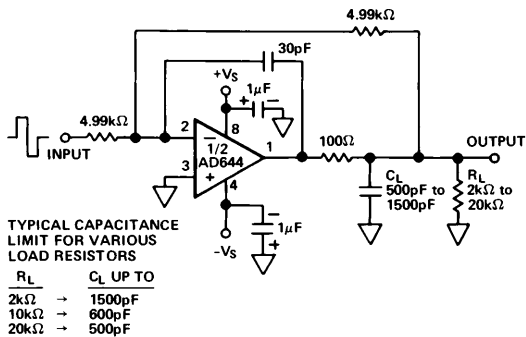 4.99kΩ
30pF
+VS
1μF
+ −
4.99kΩ
INPUT
2
−
8
1/2
AD644
1
3
+
4
100Ω
OUTPUT
CL
500pF to
1500pF
RL
2kΩ to
20kΩ
−
1μF
+
−VS
TYPICAL CAPACITANCE
LIMIT FOR VARIOUS
LOAD RESISTORS
RL CL UP TO
2kΩ → 1500pF
10kΩ → 600pF
20kΩ → 500pF